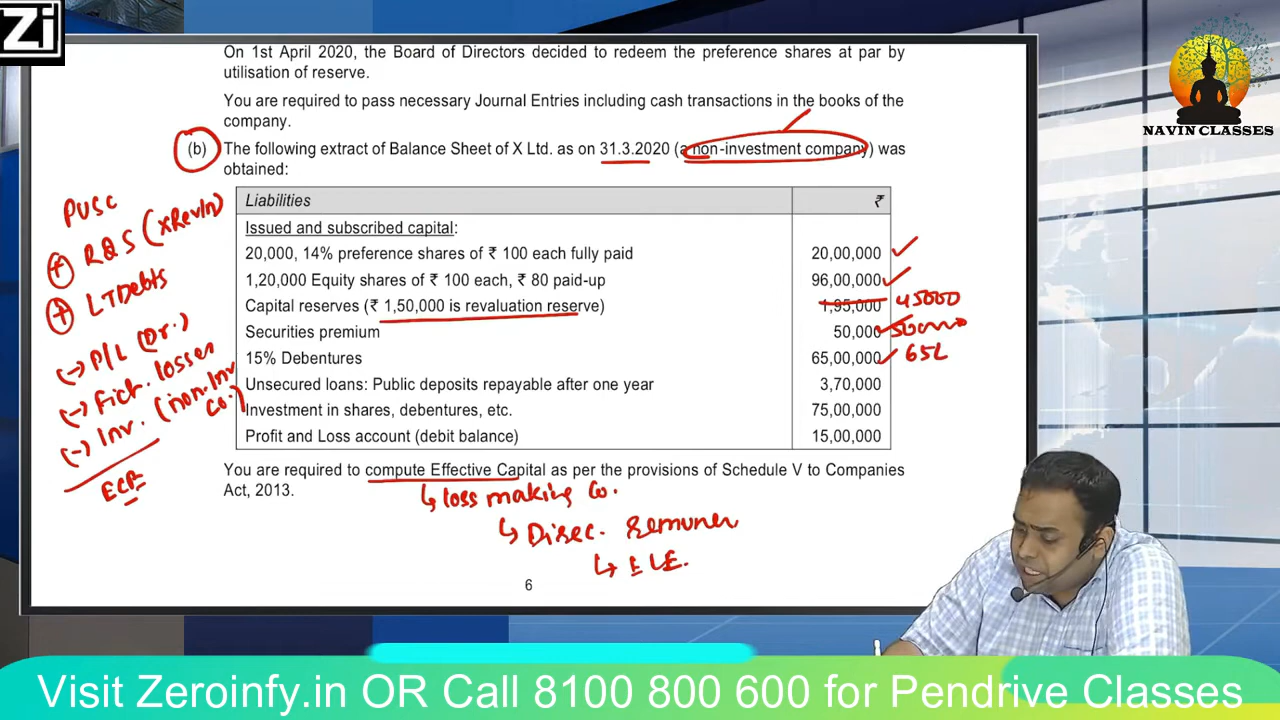 Zi
NAVIN CLASSES
On 1st April 2020, the Board of Directors decided to redeem the preference shares at par by
utilisation of reserve.
You are required to pass necessary Journal Entries including cash transactions in the books of the
company.
(b) The following extract of Balance Sheet of X Ltd. as on 31.3.2020 (a non-investment company) was
obtained:
Liabilities ₹
Issued and subscribed capital:
20,000, 14% preference shares of ₹ 100 each fully paid 20,00,000
1,20,000 Equity shares of ₹ 100 each, ₹ 80 paid-up 96,00,000
Capital reserves (₹ 1,50,000 is revaluation reserve) 1,95,000 45000
Securities premium 50,000 50000
15% Debentures 65,00,000 65L
Unsecured loans: Public deposits repayable after one year 3,70,000
Investment in shares, debentures, etc. 75,00,000
Profit and Loss account (debit balance) 15,00,000
You are required to compute Effective Capital as per the provisions of Schedule V to Companies
Act, 2013.
PUSC
(+) R&S (xRevln)
(+) LTDebts
(-) P/L (Dr.)
(-) Fict. losses
(-) Inv. (non.Inv
Co.)
↳ loss making Co.
↳ Direc. Remuner
6
Visit Zeroinfy.in OR Call 8100 800 600 for Pendrive Classes